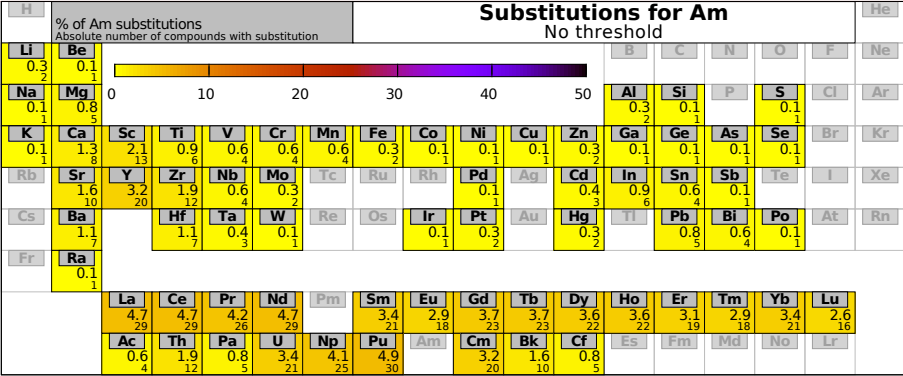 H % of Am substitutions Substitutions for Am He
Absolute number of compounds with substitution No threshold
Li Be B C N O F Ne
0.3 0.1
2 1
0 10 20 30 40 50
Na Mg Al Si P S Cl Ar
0.1 0.8 0.3 0.1 0.1
1 5 2 1 1
K Ca Sc Ti V Cr Mn Fe Co Ni Cu Zn Ga Ge As Se Br Kr
0.1 1.3 2.1 0.9 0.6 0.6 0.6 0.3 0.1 0.1 0.1 0.3 0.1 0.1 0.1 0.1
1 8 13 6 4 4 4 2 1 1 1 2 1 1 1 1
Rb Sr Y Zr Nb Mo Tc Ru Rh Pd Ag Cd In Sn Sb Te I Xe
1.6 3.2 1.9 0.6 0.3 0.1 0.4 0.9 0.6 0.1
10 20 12 4 2 1 3 6 4 1
Cs Ba Hf Ta W Re Os Ir Pt Au Hg Tl Pb Bi Po At Rn
1.1 1.1 0.4 0.1 0.1 0.3 0.3 0.8 0.6 0.1
7 7 3 1 1 2 2 5 4 1
Fr Ra
0.1
1
La Ce Pr Nd Pm Sm Eu Gd Tb Dy Ho Er Tm Yb Lu
4.7 4.7 4.2 4.7 3.4 2.9 3.7 3.7 3.6 3.6 3.1 2.9 3.4 2.6
29 29 26 29 21 18 23 23 22 22 19 18 21 16
Ac Th Pa U Np Pu Am Cm Bk Cf Es Fm Md No Lr
0.6 1.9 0.8 3.4 4.1 4.9 3.2 1.6 0.8
4 12 5 21 25 30 20 10 5